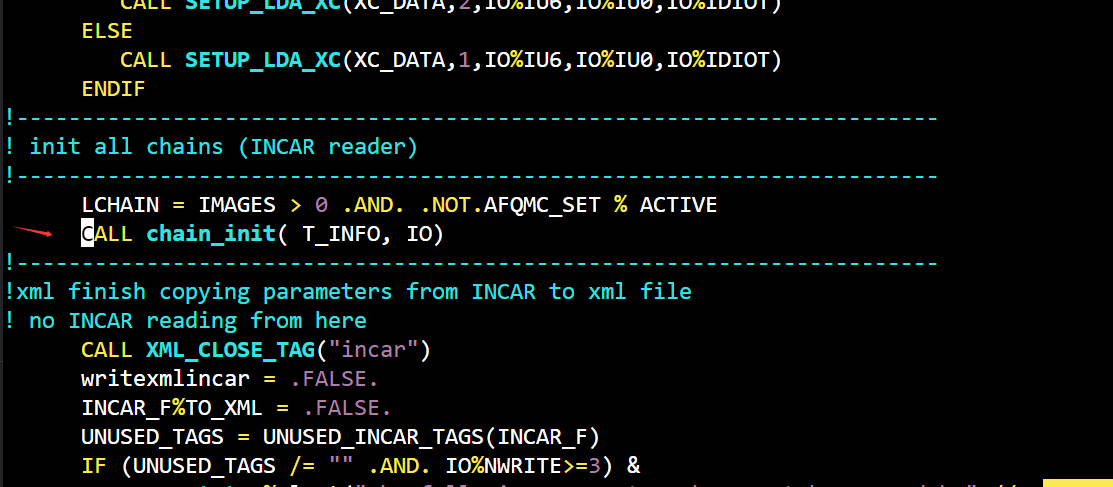 CALL SETUP_LDA_XC(XC_DATA,2,IO%IU6,IO%IU0,IO%IDIOT)
ELSE
CALL SETUP_LDA_XC(XC_DATA,1,IO%IU6,IO%IU0,IO%IDIOT)
ENDIF
!-----------------------------------------------------------------------
! init all chains (INCAR reader)
!-----------------------------------------------------------------------
LCHAIN = IMAGES > 0 .AND. .NOT.AFQMC_SET % ACTIVE
CALL chain_init( T_INFO, IO)
!-----------------------------------------------------------------------
!xml finish copying parameters from INCAR to xml file
! no INCAR reading from here
CALL XML_CLOSE_TAG("incar")
writexmlincar = .FALSE.
INCAR_F%TO_XML = .FALSE.
UNUSED_TAGS = UNUSED_INCAR_TAGS(INCAR_F)
IF (UNUSED_TAGS /= "" .AND. IO%NWRITE>=3) &